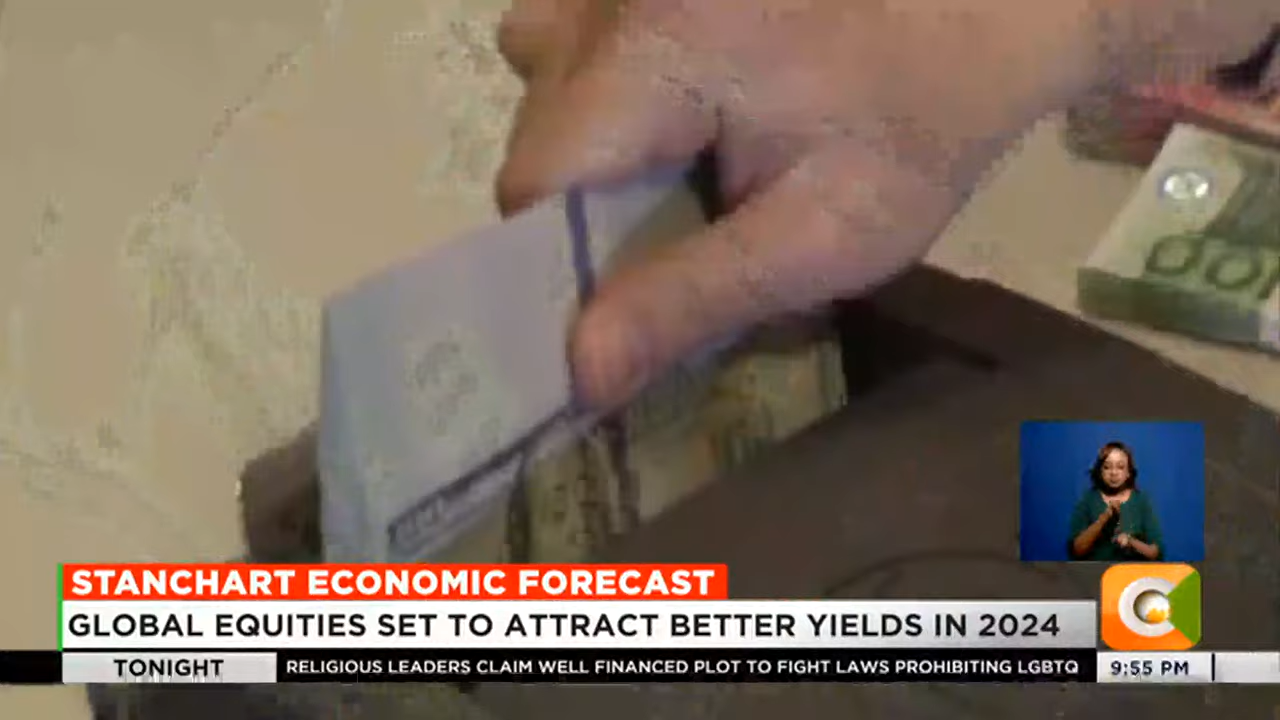 00
STANCHART ECONOMIC FORECAST
GLOBAL EQUITIES SET TO ATTRACT BETTER YIELDS IN 2024
TONIGHT
RELIGIOUS LEADERS CLAIM WELL FINANCED PLOT TO FIGHT LAWS PROHIBITING LGBTQ
9:55 PM